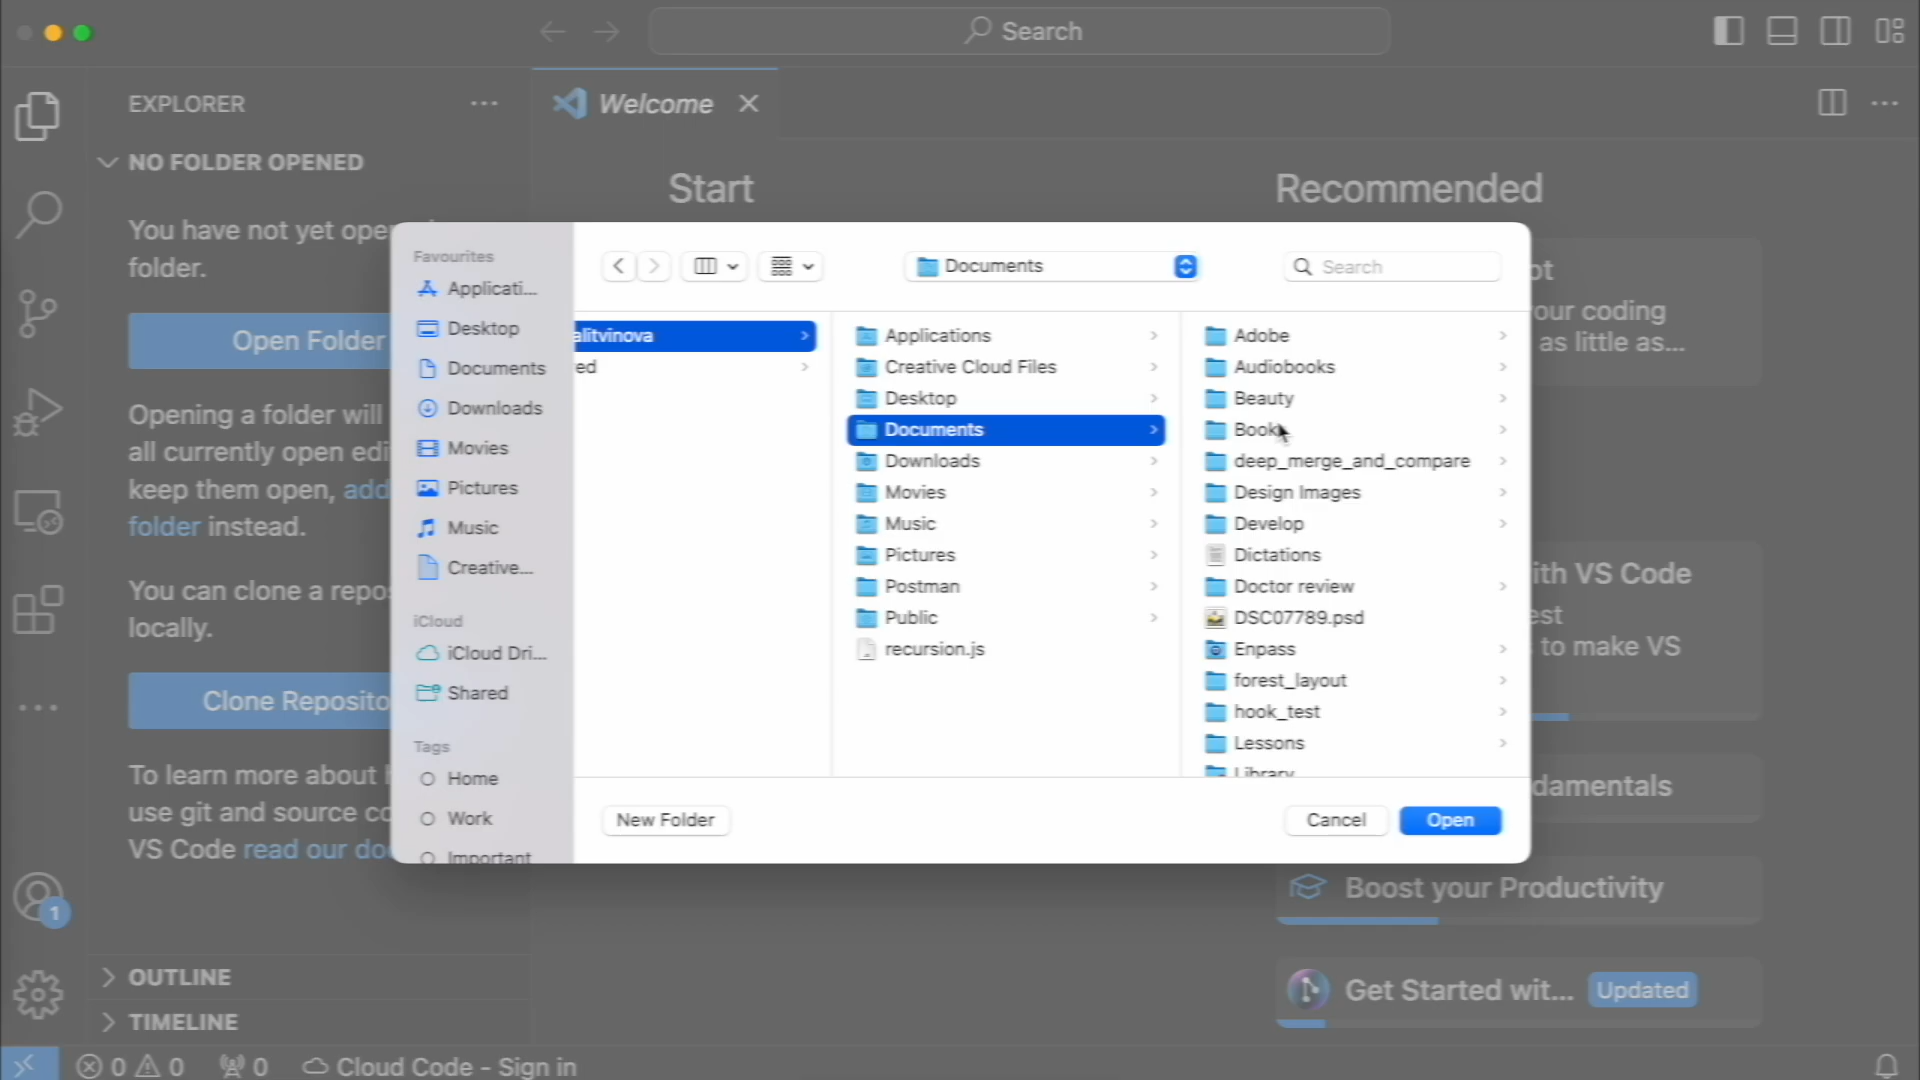 Search
EXPLORER
Welcome
NO FOLDER OPENED
You have not yet ope
folder.
Open Folder
Opening a folder will
all currently open edi
keep them open, add
folder instead.
You can clone a repos
locally.
Clone Reposito
To learn more about h
use git and source co
VS Code read our doc
OUTLINE
TIMELINE
Start
Recommended
Favourites
Applicati...
Desktop
Documents
Downloads
Movies
Pictures
Music
Creative...
iCloud
iCloud Dri...
Shared
Tags
Home
Work
Important
Documents
Search
alitvinova
red
Applications
Creative Cloud Files
Desktop
Documents
Downloads
Movies
Music
Pictures
Postman
Public
recursion.js
Adobe
Audiobooks
Beauty
Book
deep_merge_and_compare
Design Images
Develop
Dictations
Doctor review
DSC07789.psd
Enpass
forest_layout
hook_test
Lessons
Library
New Folder
Cancel
Open
ot
our coding
as little as...
ith VS Code
est
to make VS
damentals
Boost your Productivity
Get Started wit... Updated
1
0 0 0 Cloud Code - Sign in